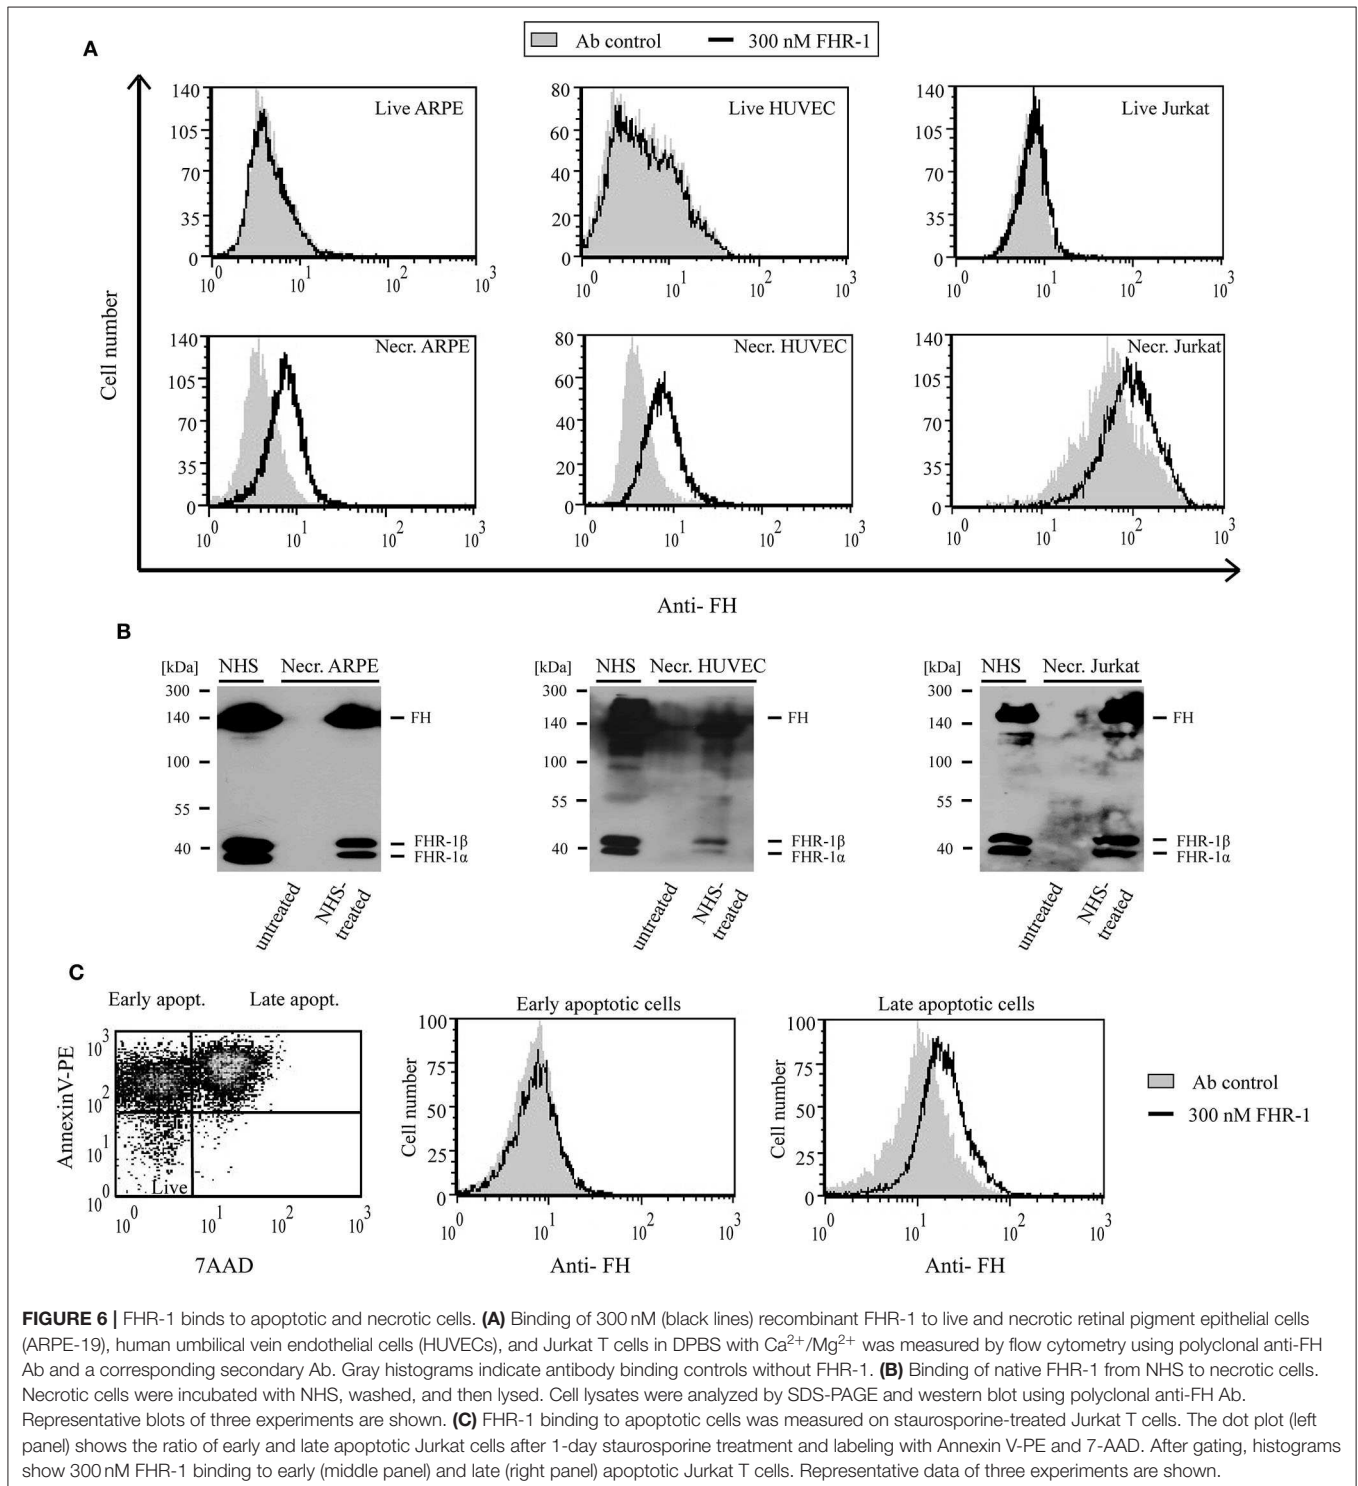 A
Ab control
300 nM FHR-1
Cell number
140
105
70
35
0
Live ARPE
10^0 10^1 10^2 10^3
80
60
40
20
0
Live HUVEC
10^0 10^1 10^2 10^3
140
105
70
35
0
Live Jurkat
10^0 10^1 10^2 10^3
140
105
70
35
0
Necr. ARPE
10^0 10^1 10^2 10^3
80
60
40
20
0
Necr. HUVEC
10^0 10^1 10^2 10^3
140
105
70
35
0
Necr. Jurkat
10^0 10^1 10^2 10^3
Anti- FH
B
[kDa] NHS Necr. ARPE
300
140
100
55
40
FH
FHR-1β
FHR-1α
untreated
NHS-
treated
[kDa] NHS Necr. HUVEC
300
140
100
55
40
FH
FHR-1β
FHR-1α
untreated
NHS-
treated
[kDa] NHS Necr. Jurkat
300
140
100
55
40
FH
FHR-1β
FHR-1α
untreated
NHS-
treated
C
Early apopt. Late apopt.
AnnexinV-PE
10^3
10^2
10^1
10^0
Live
10^0 10^1 10^2 10^3
7AAD
Early apoptotic cells
Cell number
100
75
50
25
0
10^0 10^1 10^2 10^3
Anti- FH
Late apoptotic cells
Cell number
100
75
50
25
0
10^0 10^1 10^2 10^3
Anti- FH
Ab control
300 nM FHR-1
FIGURE 6 | FHR-1 binds to apoptotic and necrotic cells. (A) Binding of 300 nM (black lines) recombinant FHR-1 to live and necrotic retinal pigment epithelial cells
(ARPE-19), human umbilical vein endothelial cells (HUVECs), and Jurkat T cells in DPBS with Ca2+/Mg2+ was measured by flow cytometry using polyclonal anti-FH
Ab and a corresponding secondary Ab. Gray histograms indicate antibody binding controls without FHR-1. (B) Binding of native FHR-1 from NHS to necrotic cells.
Necrotic cells were incubated with NHS, washed, and then lysed. Cell lysates were analyzed by SDS-PAGE and western blot using polyclonal anti-FH Ab.
Representative blots of three experiments are shown. (C) FHR-1 binding to apoptotic cells was measured on staurosporine-treated Jurkat T cells. The dot plot (left
panel) shows the ratio of early and late apoptotic Jurkat cells after 1-day staurosporine treatment and labeling with Annexin V-PE and 7-AAD. After gating, histograms
show 300 nM FHR-1 binding to early (middle panel) and late (right panel) apoptotic Jurkat T cells. Representative data of three experiments are shown.